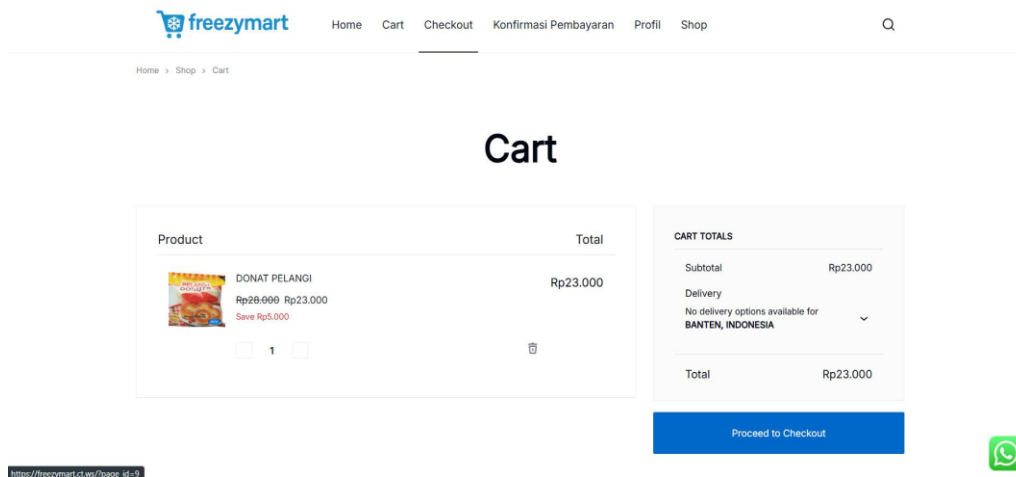 freezymart
Home Cart Checkout Konfirmasi Pembayaran Profil Shop
Home > Shop > Cart
Cart
Product Total
DONAT PELANGI
Rp28.000 Rp23.000
Save Rp5.000
Rp23.000
1
CART TOTALS
Subtotal Rp23.000
Delivery
No delivery options available for
BANTEN, INDONESIA
Total Rp23.000
Proceed to Checkout
https://freezymart.ct.ws/?page_id=9